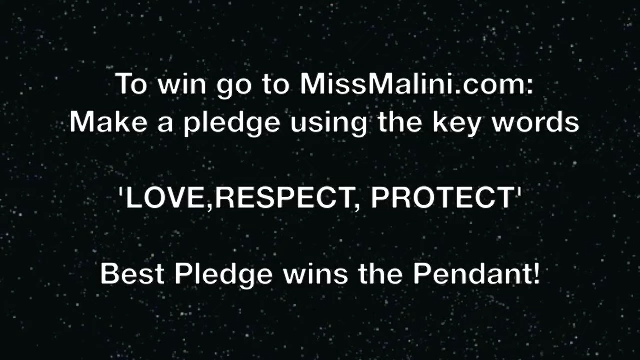 To win go to MissMalini.com:
Make a pledge using the key words
'LOVE,RESPECT, PROTECT'
Best Pledge wins the Pendant!